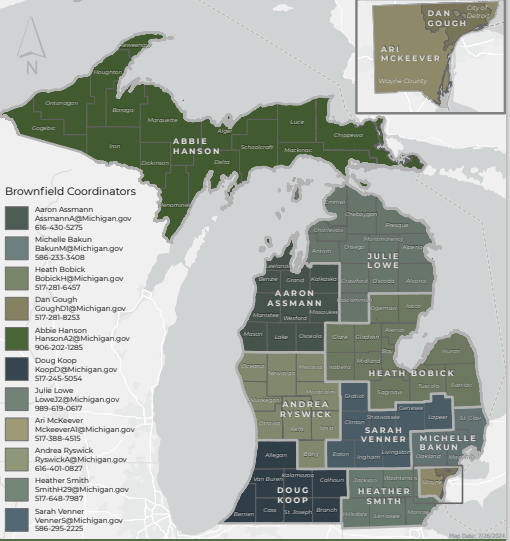 City of
Detroit
DAN
GOUGH
ARI
MCKEEVER
Wayne County
N
Keweenaw
Houghton
Ontonagon
Baraga
Gogebic
Iron
Marquette
Dickinson
Menominee
ABBIE
HANSON
Alger
Delta
Schoolcraft
Luce
Mackinac
Chippewa
Brownfield Coordinators
Aaron Assmann
AssmannA@Michigan.gov
616-430-5275
Michelle Bakun
BakunM@Michigan.gov
586-233-3408
Heath Bobick
BobickH@Michigan.gov
517-281-6457
Dan Gough
GoughD1@Michigan.gov
517-281-8253
Abbie Hanson
HansonA2@Michigan.gov
906-202-1285
Doug Koop
KoopD@Michigan.gov
517-245-5054
Julie Lowe
LoweJ2@Michigan.gov
989-619-0617
Ari McKeever
MckeeverA1@Michigan.gov
517-388-4515
Andrea Ryswick
RyswickA@Michigan.gov
616-401-0827
Heather Smith
SmithH29@Michigan.gov
517-648-7987
Sarah Venner
VennerS@Michigan.gov
586-295-2225
Emmet
Cheboygan
Presque
Charlevoix
Antrim
Otsego
Montmorency
Alpena
JULIE
LOWE
Crawford
Oscoda
Alcona
Roscommon
Ogemaw
Iosco
Leelanau
Benzie
Grand
Kalkaska
AARON
ASSMANN
Manistee
Wexford
Missaukee
Mason
Lake
Osceola
Clare
Gladwin
Arenac
Isabella
Midland
Bay
Huron
HEATH BOBICK
Saginaw
Tuscola
Sanilac
Oceana
Newaygo
Mecosta
Montcalm
Muskegon
ANDREA
RYSWICK
Ottawa
Kent
Ionia
Barry
Gratiot
Clinton
Shiawassee
Genesee
Lapeer
SARAH
VENNER
Eaton
Ingham
Livingston
St. Clair
MICHELLE
BAKUN
Oakland
Allegan
Van Buren
Kalamazoo
Calhoun
DOUG
KOOP
Berrien
Cass
St. Joseph
Branch
Jackson
Washtenaw
HEATHER
SMITH
Hillsdale
Lenawee
Monroe
Wayne
Map Date: 7/26/2024